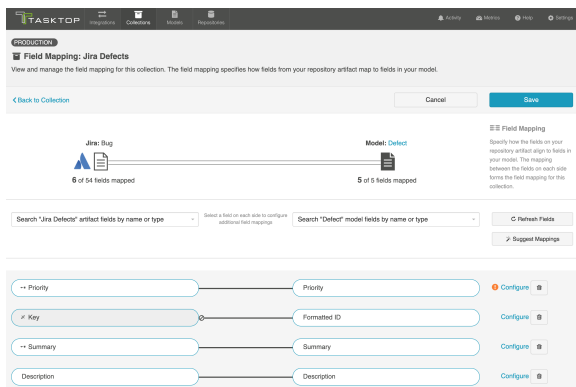 TASKTOP
Integrations
Collections
Models
Repositories
Activity
Metrics
Help
Settings
PRODUCTION
Field Mapping: Jira Defects
View and manage the field mapping for this collection. The field mapping specifies how fields from your repository artifact map to fields in your model.
Back to Collection
Cancel
Save
Jira: Bug
Model: Defect
6 of 54 fields mapped
5 of 5 fields mapped
Field Mapping
Specify how the fields on your
repository artifact align to fields in
your model. The mapping
between the fields on each side
forms the field mapping for this
collection.
Search "Jira Defects" artifact fields by name or type
Select a field on each side to configure
additional field mappings
Search "Defect" model fields by name or type
Refresh Fields
Suggest Mappings
Priority
Priority
Configure
Key
Formatted ID
Configure
Summary
Summary
Configure
Description
Description
Configure